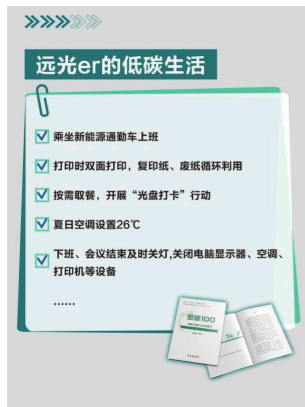 远光er的低碳生活
乘坐新能源通勤车上班
打印时双面打印，复印纸、废纸循环利用
按需取餐，开展“光盘打卡”行动
夏日空调设置26℃
下班、会议结束及时关灯,关闭电脑显示器、空调、
打印机等设备
......
低碳100